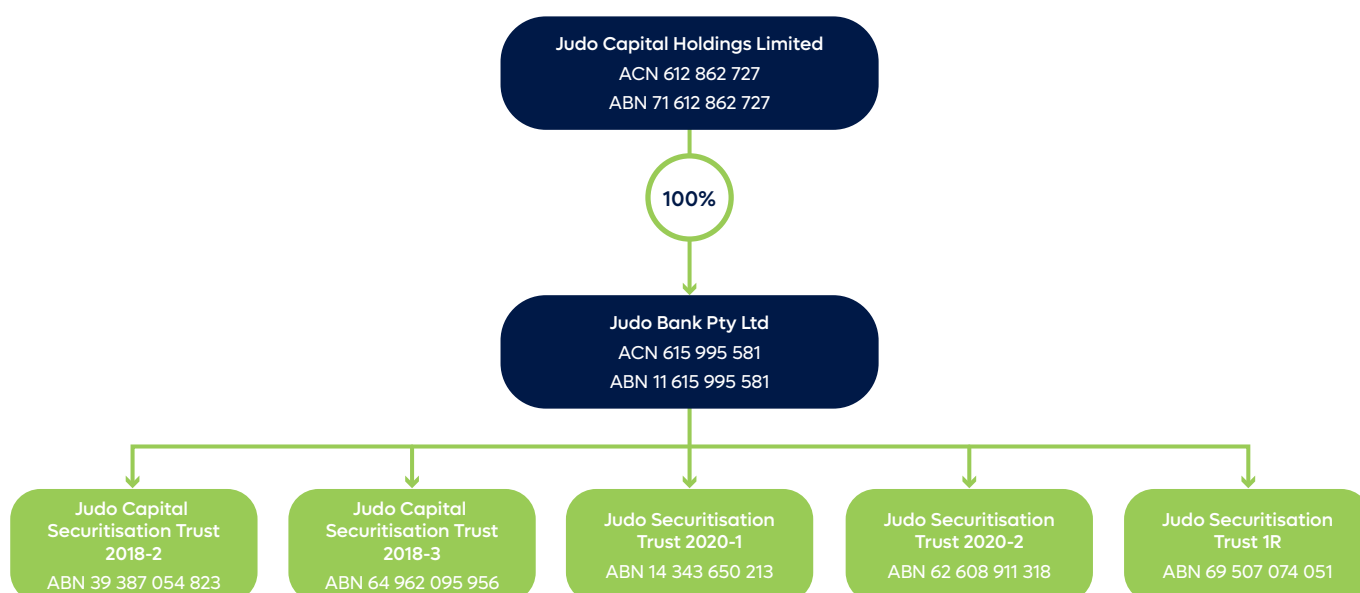 Judo Capital Holdings Limited
ACN 612 862 727
ABN 71 612 862 727
100%
Judo Bank Pty Ltd
ACN 615 995 581
ABN 11 615 995 581
Judo Capital
Securitisation Trust
2018-2
ABN 39 387 054 823
Judo Capital
Securitisation Trust
2018-3
ABN 64 962 095 956
Judo Securitisation
Trust 2020-1
ABN 14 343 650 213
Judo Securitisation
Trust 2020-2
ABN 62 608 911 318
Judo Securitisation
Trust 1R
ABN 69 507 074 051